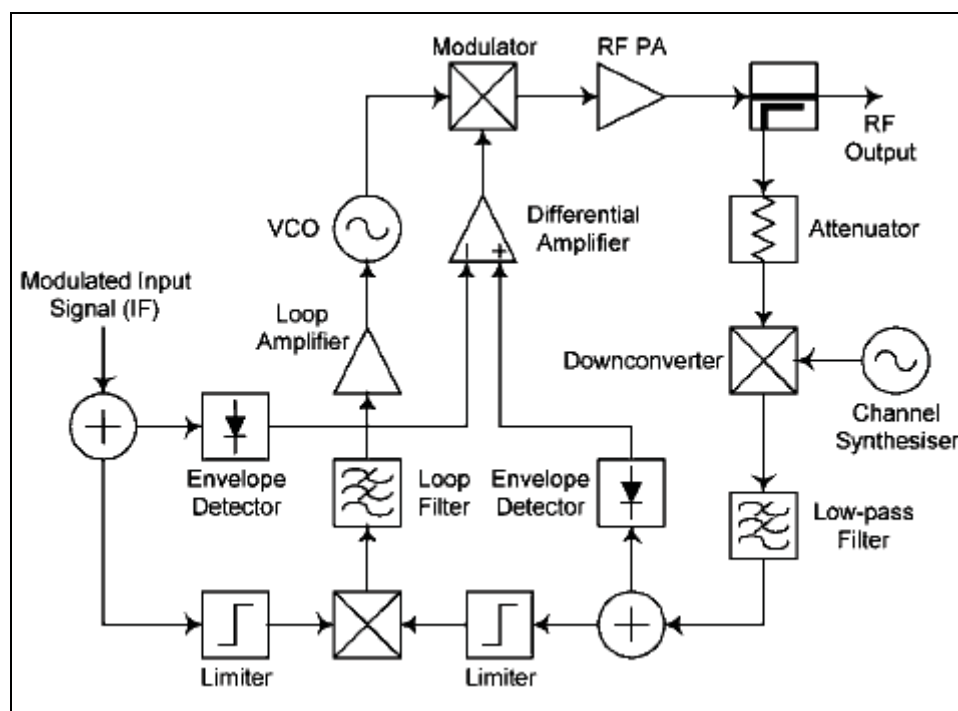 Modulator
RF PA
RF
Output
VCO
Differential
Amplifier
Attenuator
Modulated Input
Signal (IF)
Loop
Amplifier
Downconverter
Channel
Synthesiser
Envelope
Detector
Loop
Filter
Envelope
Detector
Low-pass
Filter
Limiter
Limiter